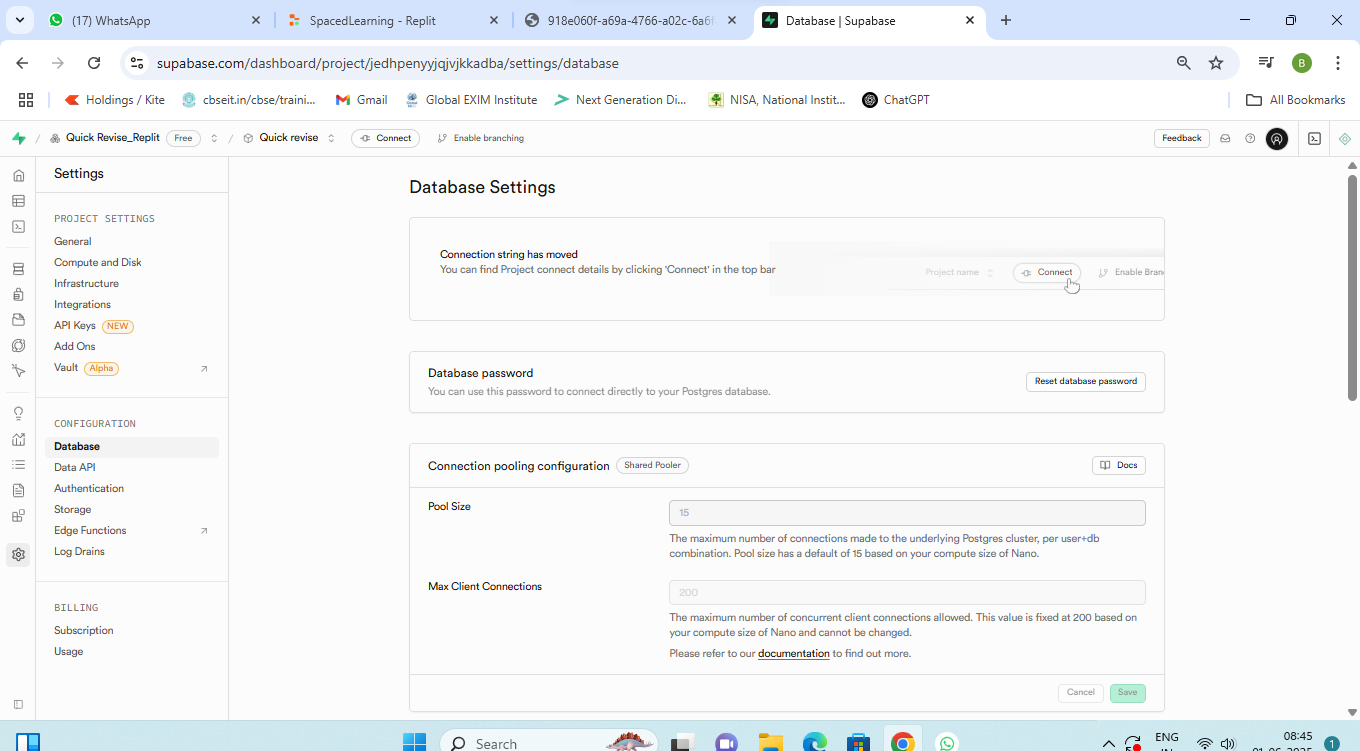 (17) WhatsApp
SpacedLearning - Replit
918e060f-a69a-4766-a02c-6a6f
Database | Supabase
supabase.com/dashboard/project/jedhpenyyjqjvjkkadba/settings/database
B
Holdings / Kite
cbseit.in/cbse/traini...
Gmail
Global EXIM Institute
Next Generation Di...
NISA, National Instit...
ChatGPT
All Bookmarks
/ Quick Revise_Replit Free / Quick revise Connect Enable branching
Feedback
Settings
PROJECT SETTINGS
General
Compute and Disk
Infrastructure
Integrations
API Keys NEW
Add Ons
Vault Alpha
CONFIGURATION
Database
Data API
Authentication
Storage
Edge Functions
Log Drains
BILLING
Subscription
Usage
Database Settings
Connection string has moved
You can find Project connect details by clicking 'Connect' in the top bar
Project name Connect Enable Bran
Database password
You can use this password to connect directly to your Postgres database.
Reset database password
Connection pooling configuration Shared Pooler Docs
Pool Size
15
The maximum number of connections made to the underlying Postgres cluster, per user+db
combination. Pool size has a default of 15 based on your compute size of Nano.
Max Client Connections
200
The maximum number of concurrent client connections allowed. This value is fixed at 200 based on
your compute size of Nano and cannot be changed.
Please refer to our documentation to find out more.
Cancel Save
Search
ENG
08:45
1